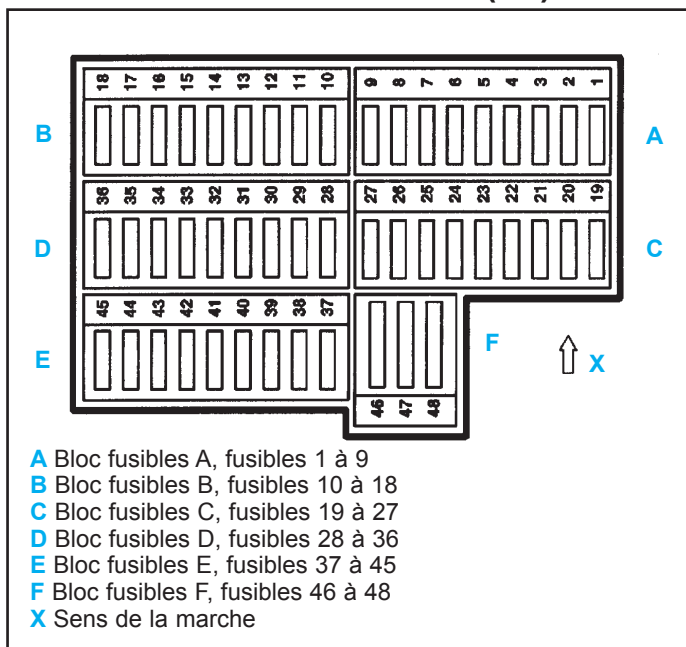 18 17 16 15 14 13 12 11 10 9 8 7 6 5 4 3 2 1
B A
36 35 34 33 32 31 30 29 28 27 26 25 24 23 22 21 20 19
D C
45 44 43 42 41 40 39 38 37
E F X
46 47 48
A Bloc fusibles A, fusibles 1 à 9
B Bloc fusibles B, fusibles 10 à 18
C Bloc fusibles C, fusibles 19 à 27
D Bloc fusibles D, fusibles 28 à 36
E Bloc fusibles E, fusibles 37 à 45
F Bloc fusibles F, fusibles 46 à 48
X Sens de la marche